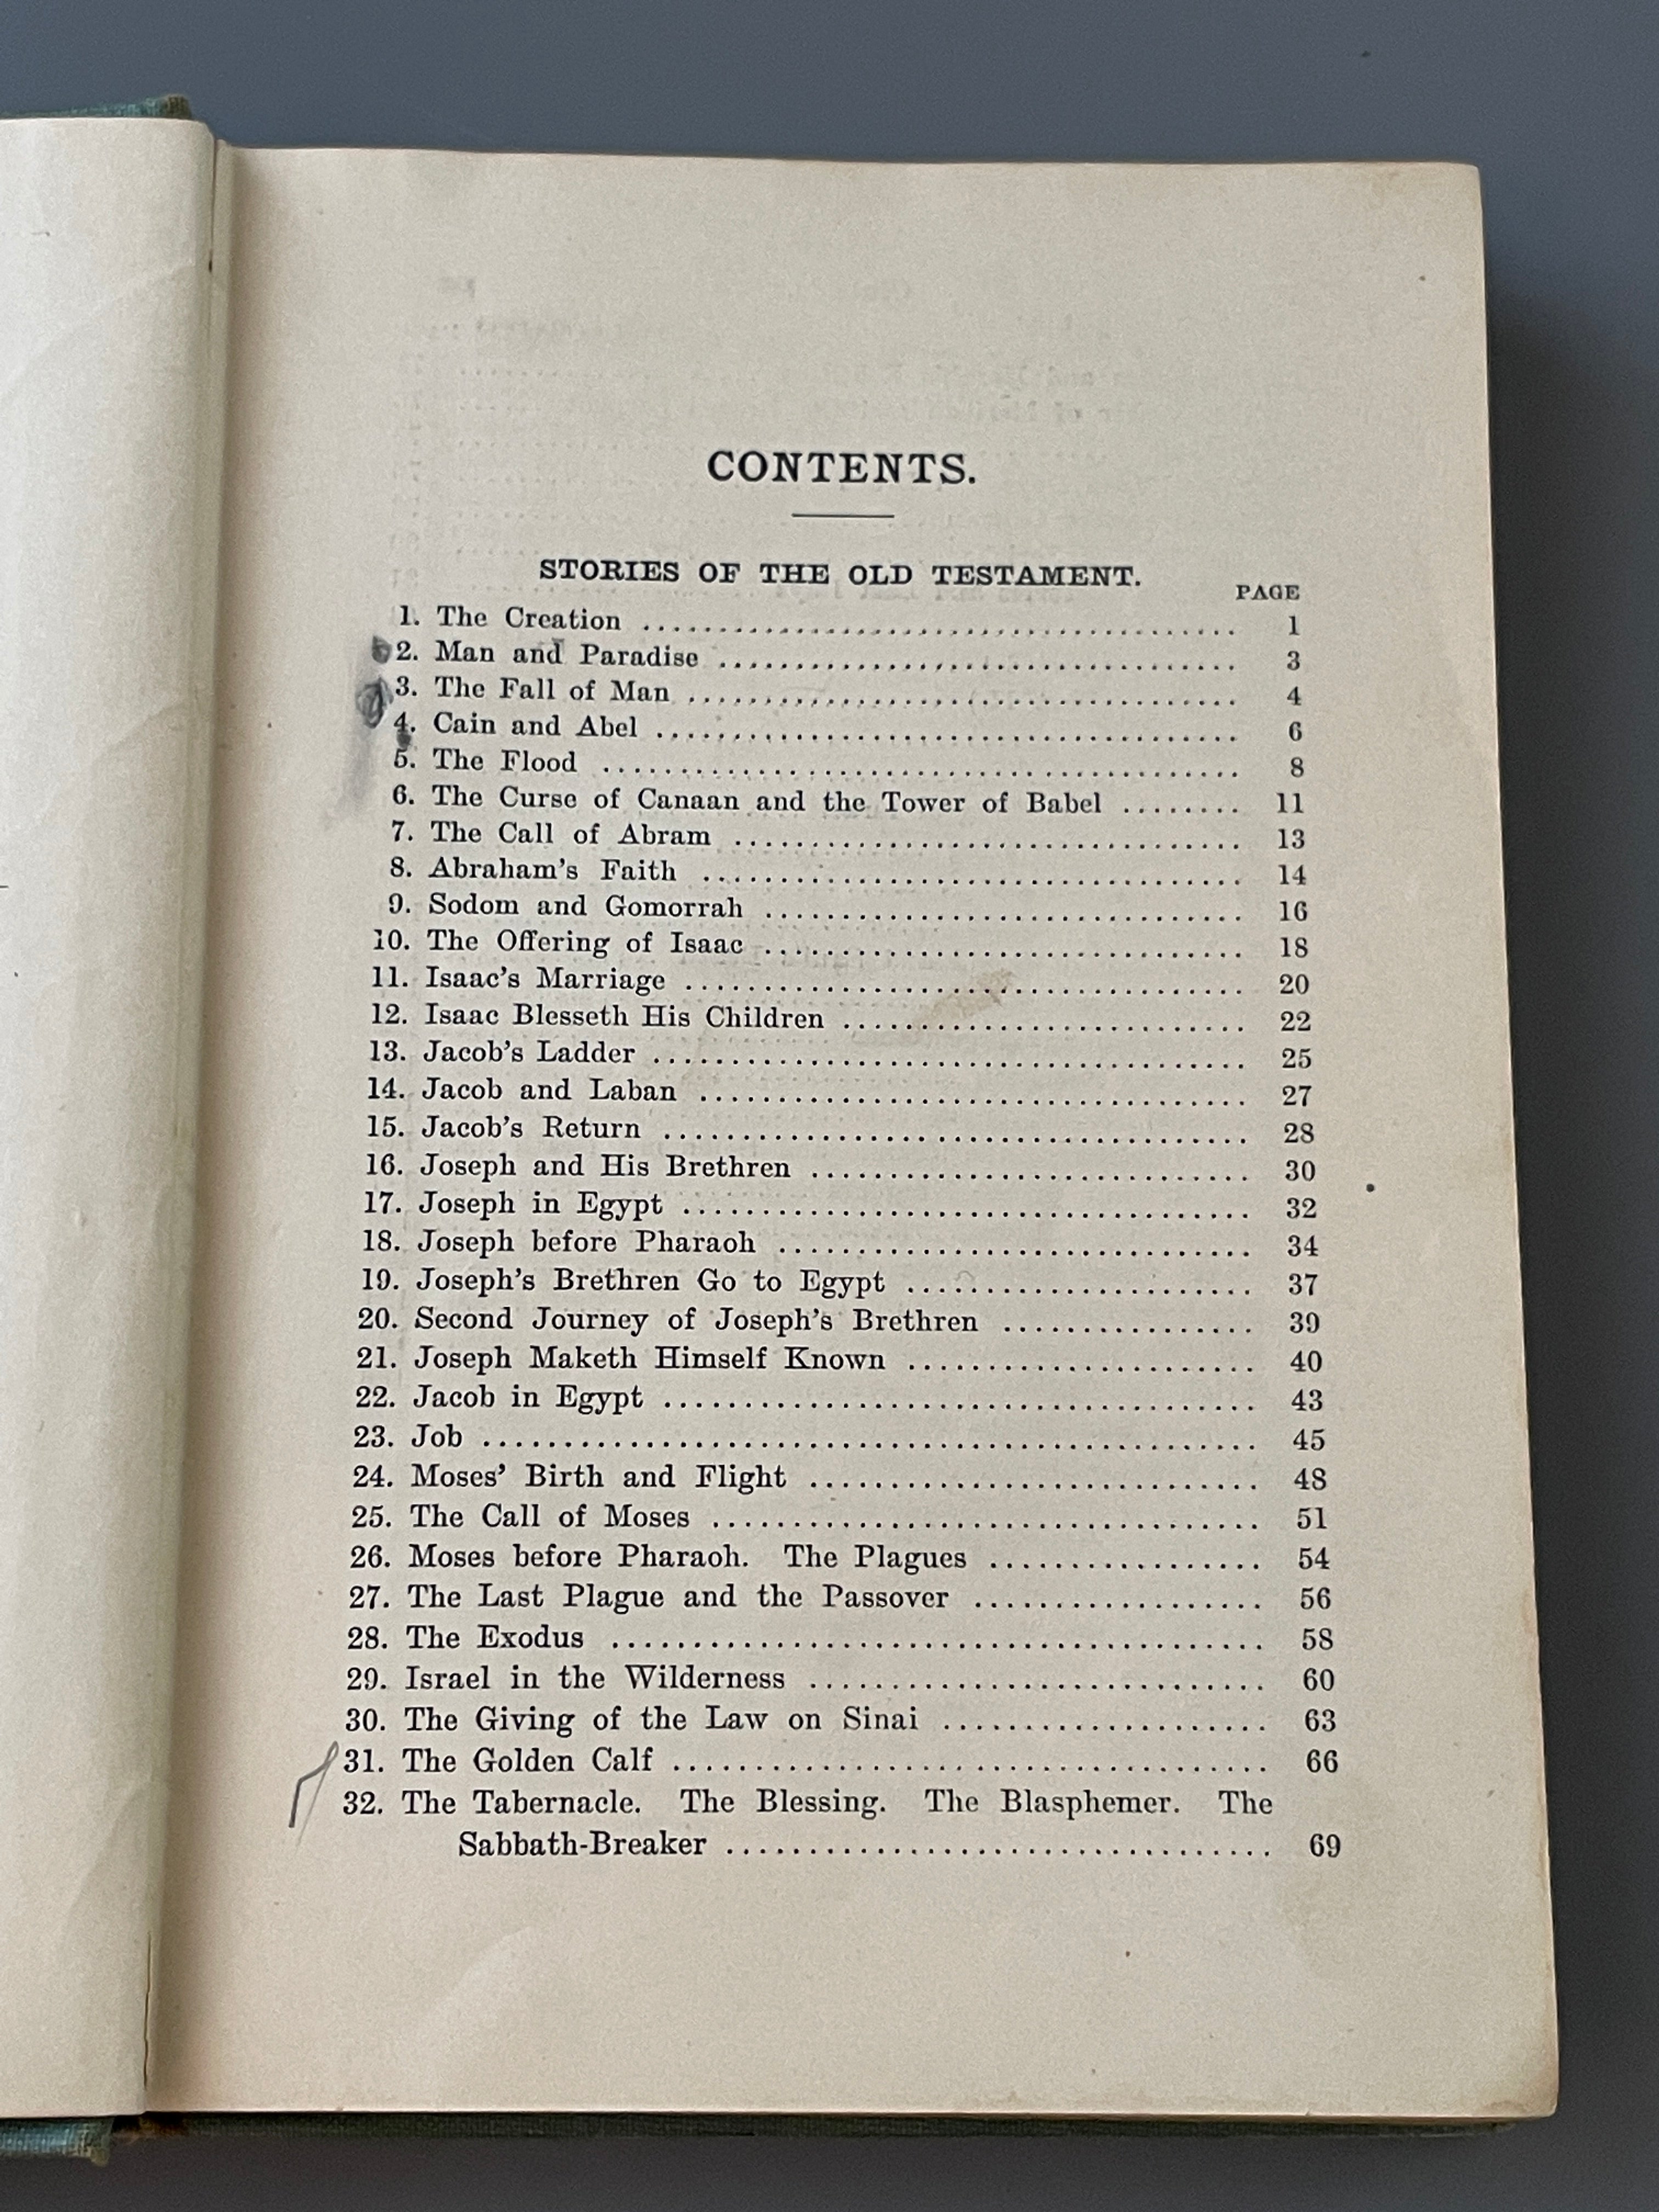 CONTENTS.
STORIES OF THE OLD TESTAMENT.
PAGE
1. The Creation ........................................ 1
2. Man and Paradise .................................. 3
3. The Fall of Man .................................... 4
4. Cain and Abel ...................................... 6
5. The Flood .......................................... 8
6. The Curse of Canaan and the Tower of Babel ........ 11
7. The Call of Abram ................................. 13
8. Abraham's Faith ................................... 14
9. Sodom and Gomorrah ............................... 16
10. The Offering of Isaac ............................... 18
11. Isaac's Marriage .................................... 20
12. Isaac Blesseth His Children .......................... 22
13. Jacob's Ladder ...................................... 25
14. Jacob and Laban ................................... 27
15. Jacob's Return ..................................... 28
16. Joseph and His Brethren ............................ 30
17. Joseph in Egypt .................................... 32
18. Joseph before Pharaoh .............................. 34
19. Joseph's Brethren Go to Egypt ...................... 37
20. Second Journey of Joseph's Brethren ................ 39
21. Joseph Maketh Himself Known ...................... 40
22. Jacob in Egypt ..................................... 43
23. Job ................................................ 45
24. Moses' Birth and Flight ............................ 48
25. The Call of Moses .................................. 51
26. Moses before Pharaoh. The Plagues ................. 54
27. The Last Plague and the Passover .................. 56
28. The Exodus ........................................ 58
29. Israel in the Wilderness ............................ 60
30. The Giving of the Law on Sinai .................... 63
31. The Golden Calf .................................... 66
32. The Tabernacle. The Blessing. The Blasphemer. The
Sabbath-Breaker .................................. 69